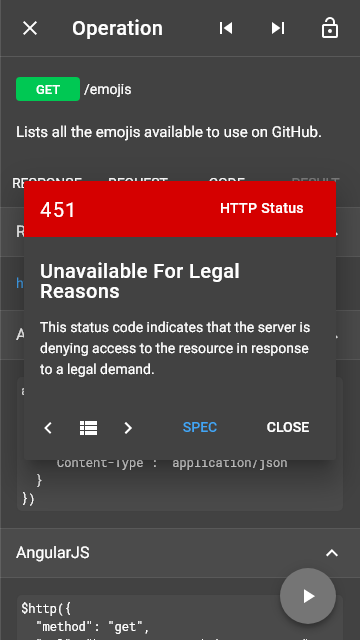 Operation
GET /emojis
Lists all the emojis available to use on GitHub.
RESPONSE REQUEST CODE RESULT
451 HTTP Status
Unavailable For Legal
Reasons
This status code indicates that the server is
denying access to the resource in response
to a legal demand.
SPEC CLOSE
"Content-Type": "application/json"
}
})
AngularJS
$http({
"method": "get",